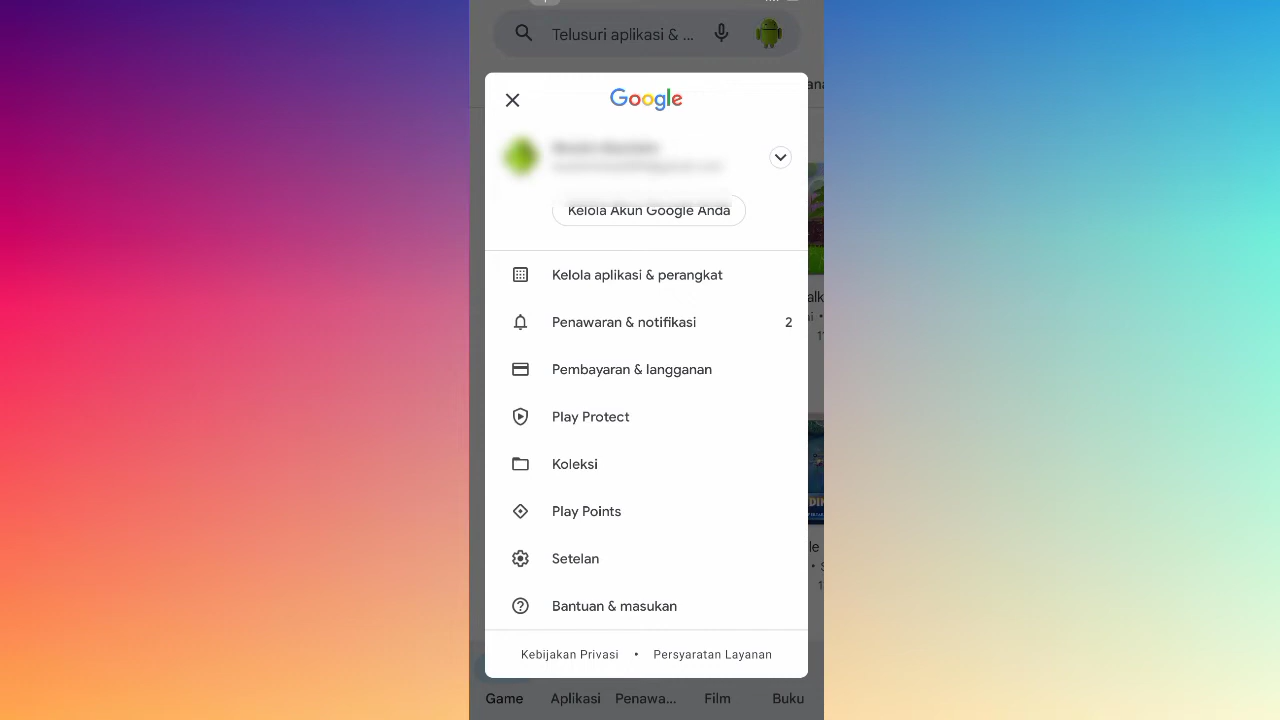 Telusuri aplikasi & ...
Google
Kelola Akun Google Anda
Kelola aplikasi & perangkat
Penawaran & notifikasi 2
Pembayaran & langganan
Play Protect
Koleksi
Play Points
Setelan
Bantuan & masukan
Kebijakan Privasi • Persyaratan Layanan
Game Aplikasi Penawa... Film Buku